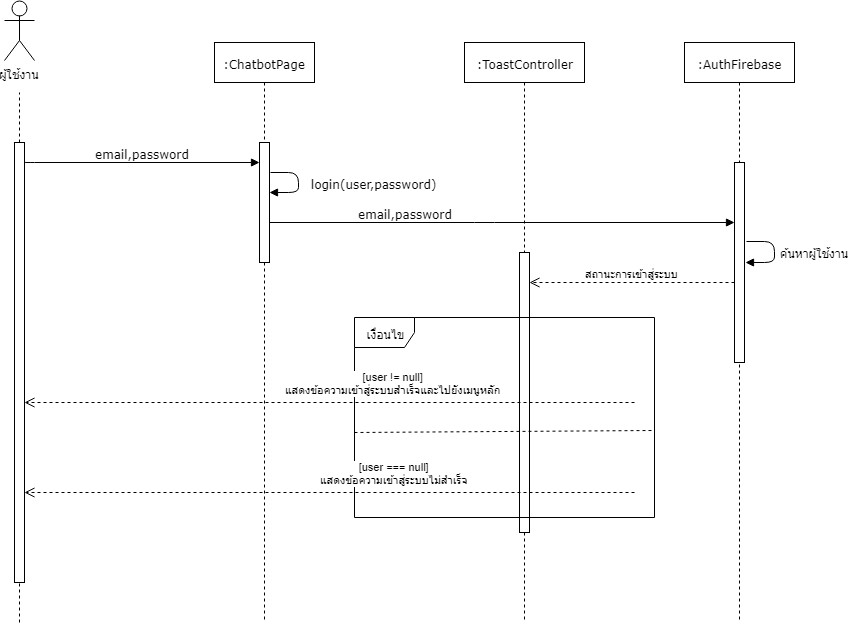 ผู้ใช้งาน
:ChatbotPage
:ToastController
:AuthFirebase
email,password
login(user,password)
email,password
ค้นหาผู้ใช้งาน
สถานะการเข้าสู่ระบบ
เงื่อนไข
[user != null]
แสดงข้อความเข้าสู่ระบบสำเร็จและไปยังเมนูหลัก
[user === null]
แสดงข้อความเข้าสู่ระบบไม่สำเร็จ